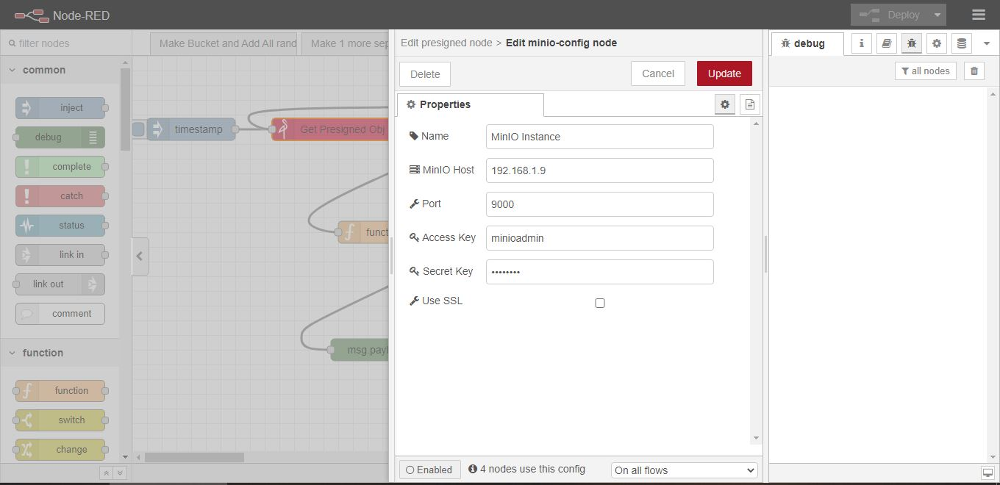 Node-RED
Deploy
filter nodes
Make Bucket and Add All rand
Make 1 more sep
Edit presigned node > Edit minio-config node
debug
Delete
Cancel
Update
all nodes
common
Properties
inject
debug
complete
catch
status
link in
link out
comment
function
function
switch
change
timestamp
Get Presigned Obj
funct
msg.payl
Name
MinIO Instance
MinIO Host
192.168.1.9
Port
9000
Access Key
minioadmin
Secret Key
••••••••
Use SSL
Enabled
4 nodes use this config
On all flows